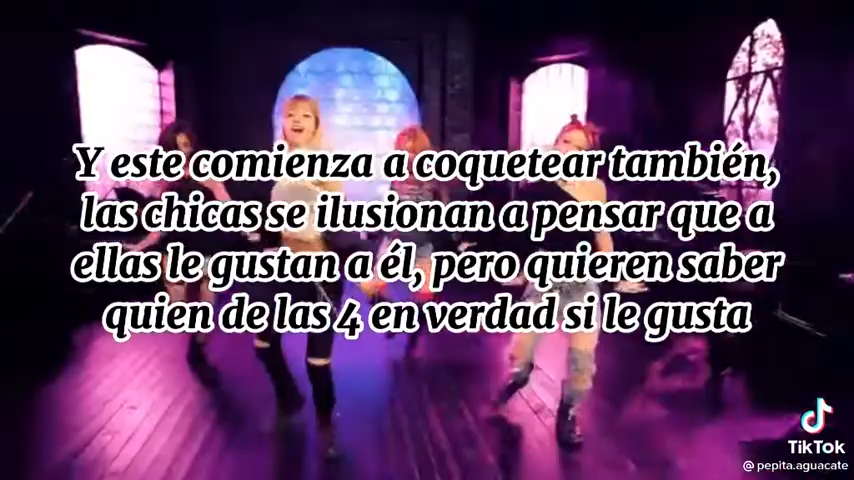 Y este comienza a coquetear también,
las chicas se ilusionan a pensar que a
ellas le gustan a él, pero quieren saber
quien de las 4 en verdad si le gusta
TikTok
@ pepita.aguacate